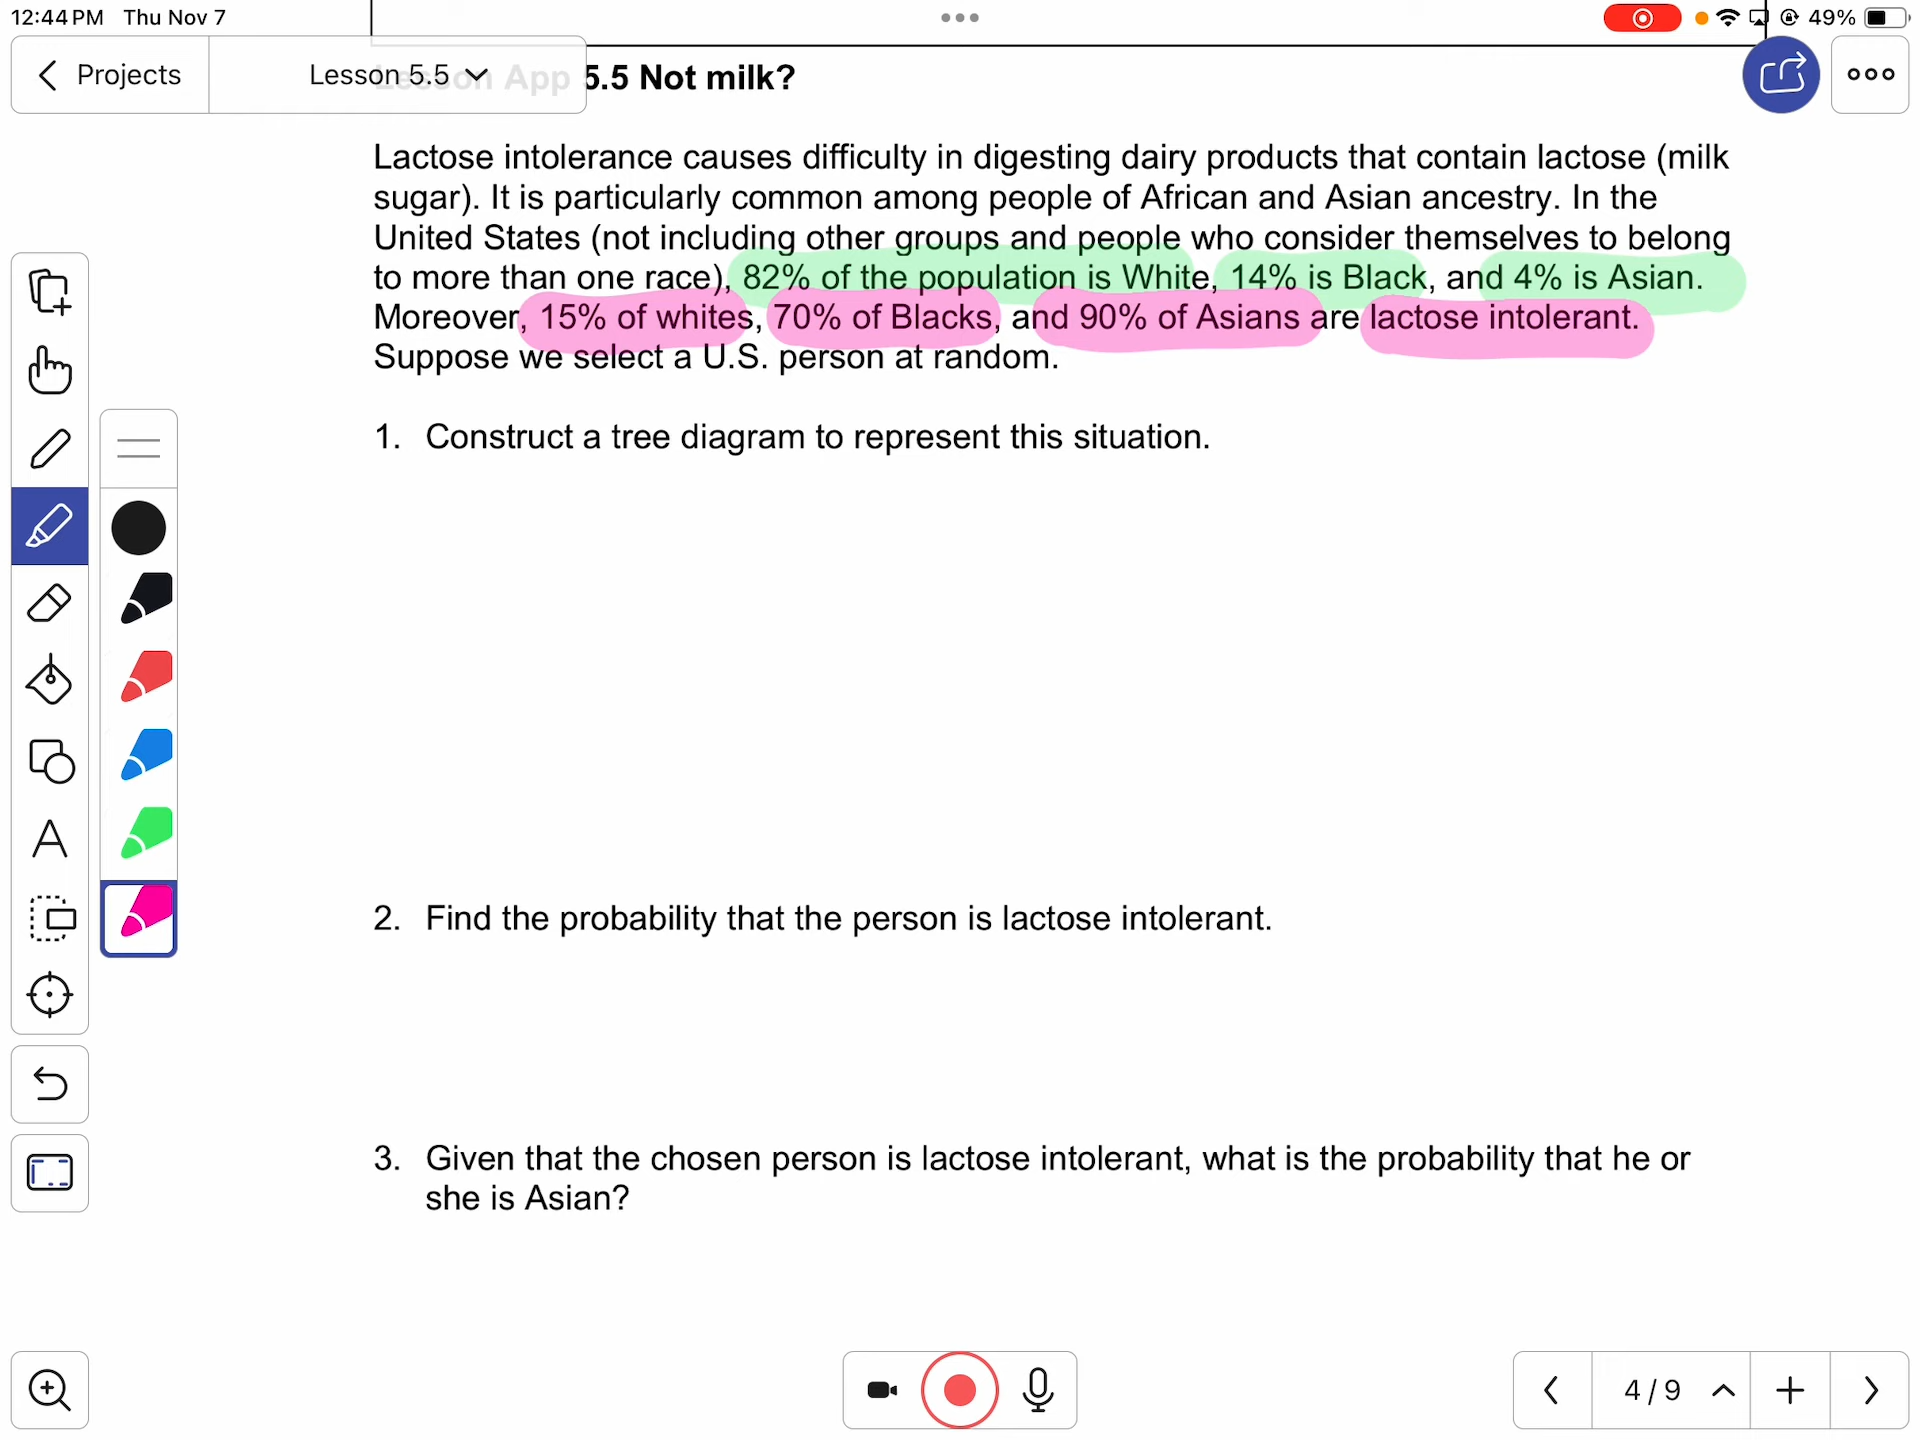 12:44 PM Thu Nov 7
49%
Projects
Lesson 5.5
Lesson App 5.5 Not milk?
Lactose intolerance causes difficulty in digesting dairy products that contain lactose (milk
sugar). It is particularly common among people of African and Asian ancestry. In the
United States (not including other groups and people who consider themselves to belong
to more than one race), 82% of the population is White, 14% is Black, and 4% is Asian.
Moreover, 15% of whites, 70% of Blacks, and 90% of Asians are lactose intolerant.
Suppose we select a U.S. person at random.
1. Construct a tree diagram to represent this situation.
2. Find the probability that the person is lactose intolerant.
3. Given that the chosen person is lactose intolerant, what is the probability that he or
she is Asian?
4 / 9